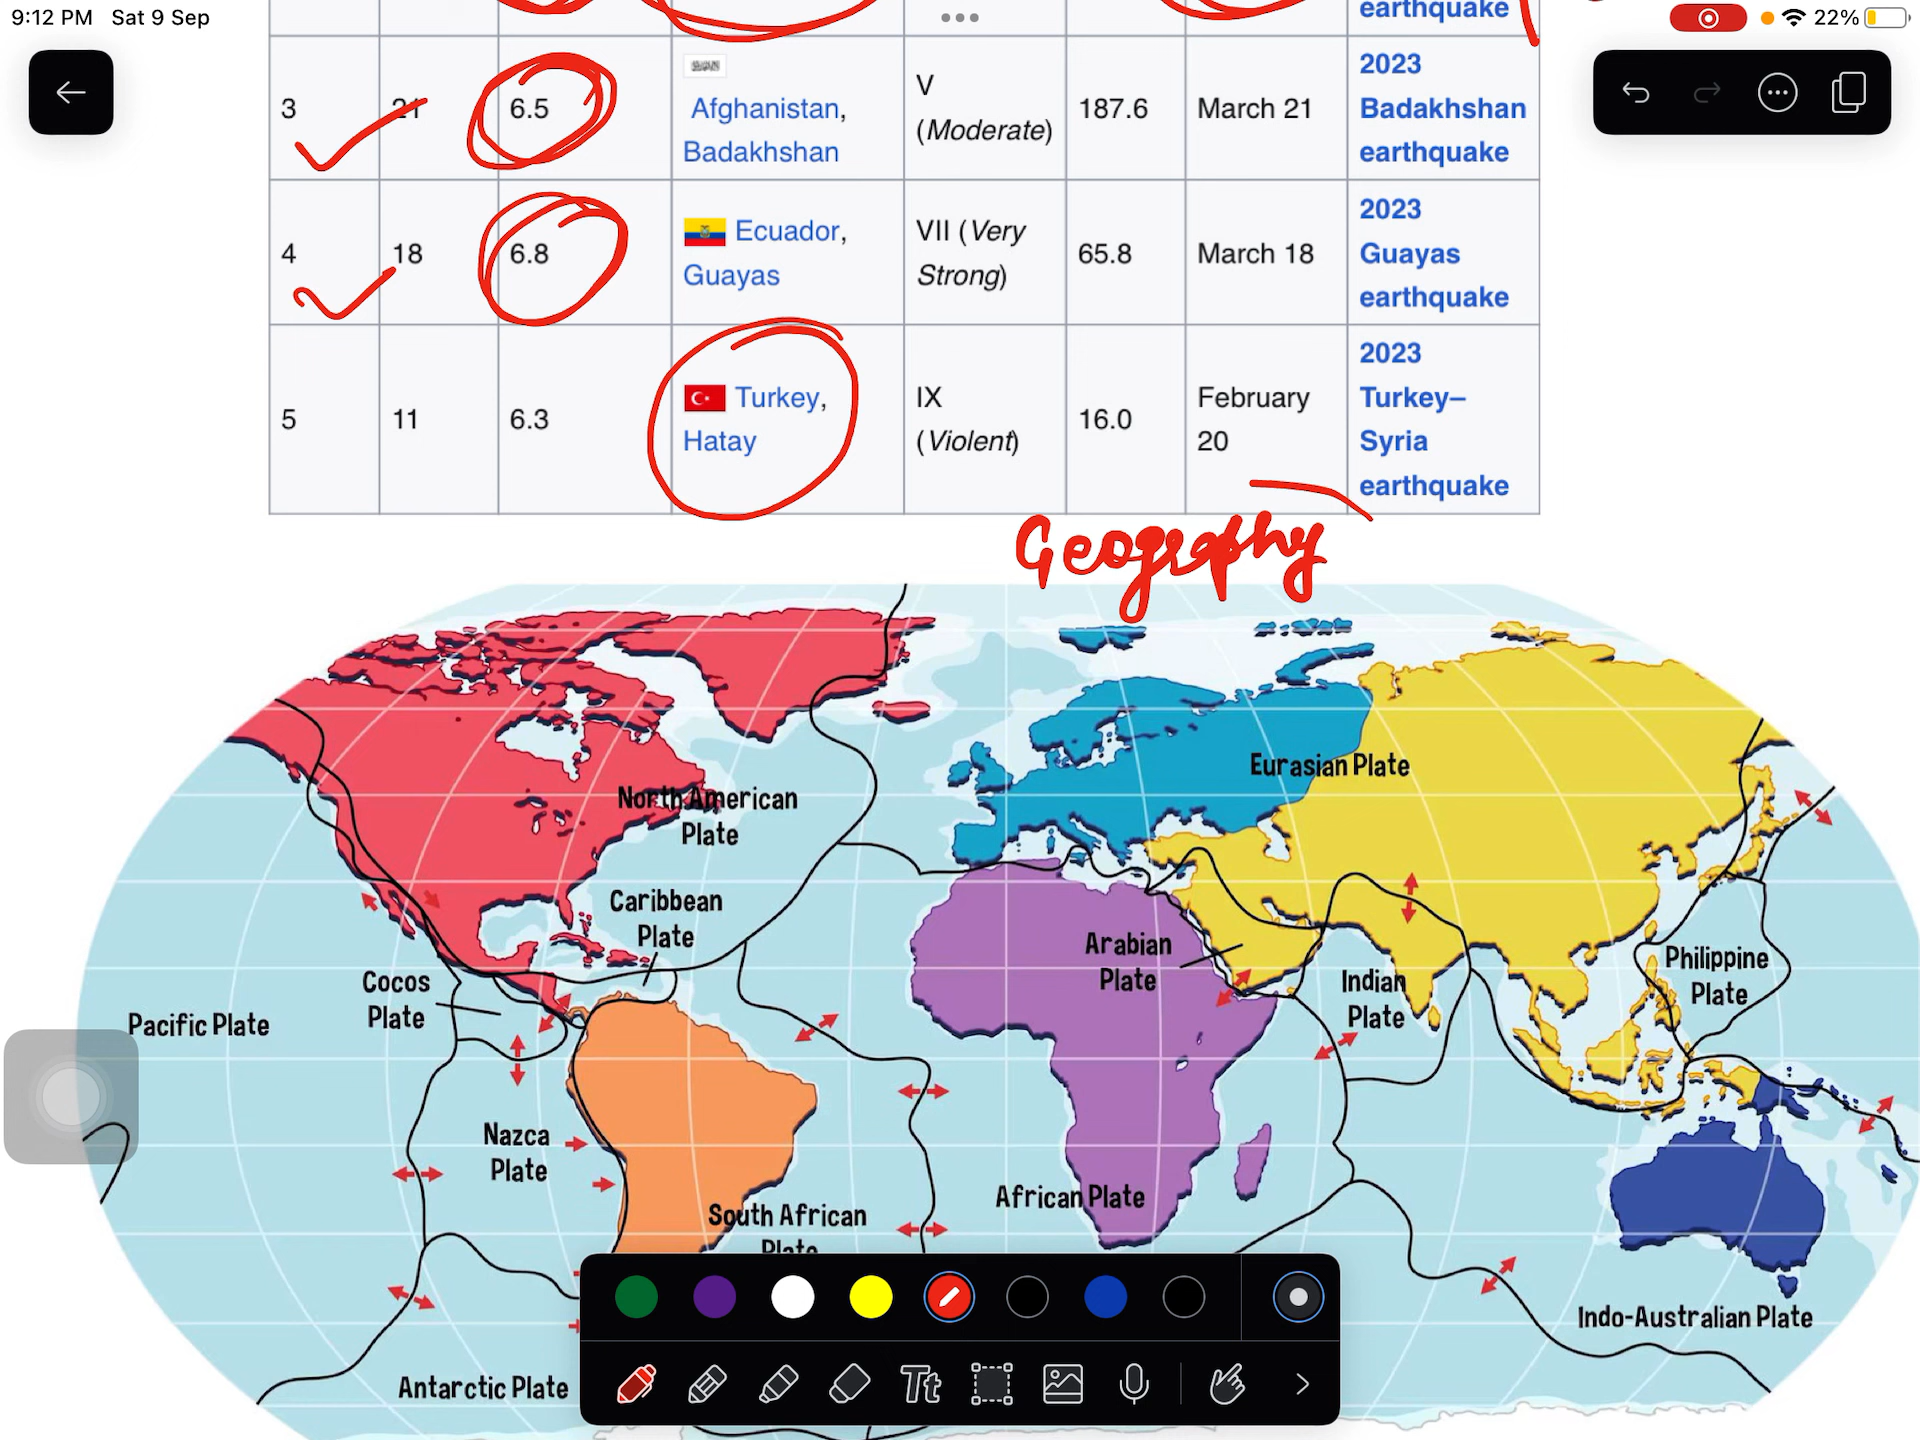 9:12 PM Sat 9 Sep
22%
earthquake
3 21 6.5 Afghanistan, Badakhshan V (Moderate) 187.6 March 21 2023 Badakhshan earthquake
4 18 6.8 Ecuador, Guayas VII (Very Strong) 65.8 March 18 2023 Guayas earthquake
5 11 6.3 Turkey, Hatay IX (Violent) 16.0 February 20 2023 Turkey–Syria earthquake
Geography
Eurasian Plate
North American
Plate
Caribbean
Plate
Arabian
Plate
Cocos
Plate
Indian
Plate
Philippine
Plate
Pacific Plate
Nazca
Plate
South African
Plate
African Plate
Indo-Australian Plate
Antarctic Plate
Tt